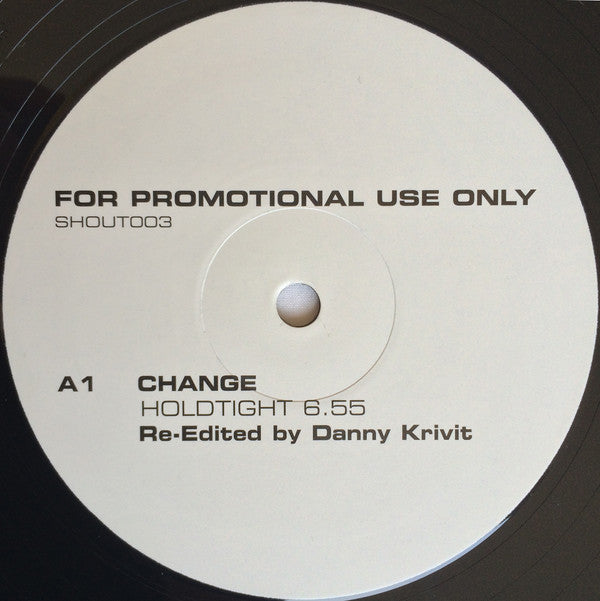 FOR PROMOTIONAL USE ONLY
SHOUT003
A1 CHANGE
HOLDTIGHT 6.55
Re-Edited by Danny Krivit